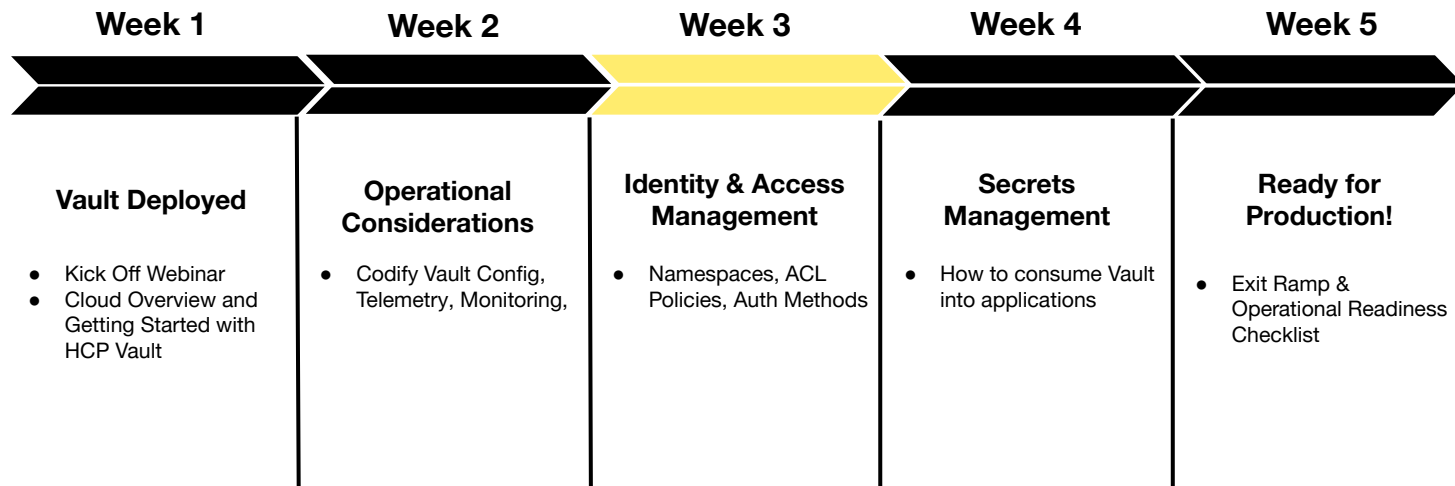 Week 1
Week 2
Week 3
Week 4
Week 5
Vault Deployed
● Kick Off Webinar
● Cloud Overview and
Getting Started with
HCP Vault
Operational
Considerations
● Codify Vault Config,
Telemetry, Monitoring,
Identity & Access
Management
● Namespaces, ACL
Policies, Auth Methods
Secrets
Management
● How to consume Vault
into applications
Ready for
Production!
● Exit Ramp &
Operational Readiness
Checklist